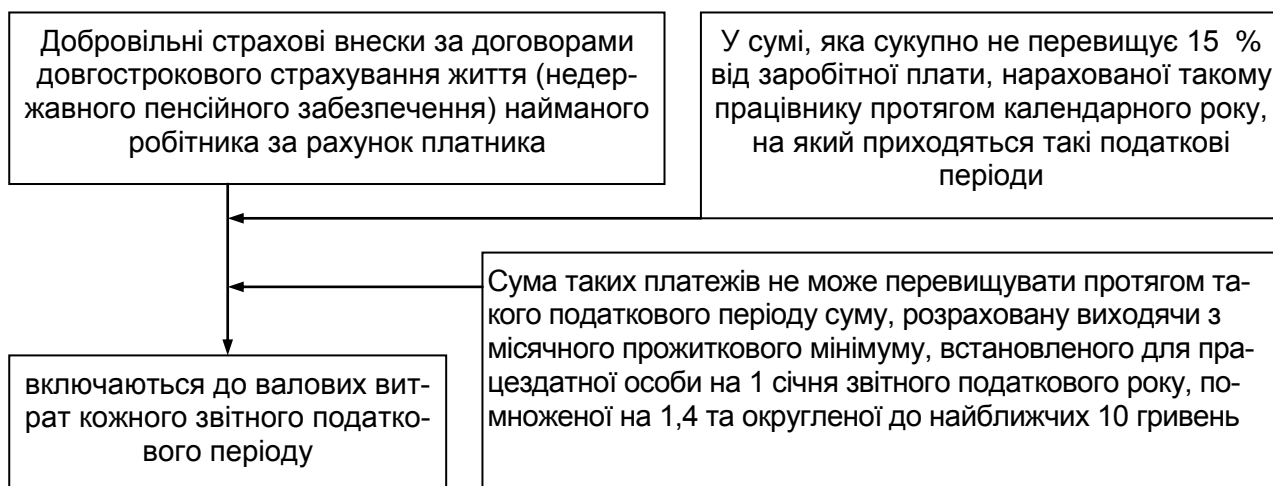 Добровільні страхові внески за договорами
довгострокового страхування життя (недер-
жавного пенсійного забезпечення) найманого
робітника за рахунок платника
У сумі, яка сукупно не перевищує 15 %
від заробітної плати, нарахованої такому
працівнику протягом календарного року,
на який приходяться такі податкові
періоди
Сума таких платежів не може перевищувати протягом та-
кого податкового періоду суму, розраховану виходячи з
місячного прожиткового мінімуму, встановленого для пра-
цездатної особи на 1 січня звітного податкового року, по-
множеної на 1,4 та округленої до найближчих 10 гривень
включаються до валових вит-
рат кожного звітного податко-
вого періоду